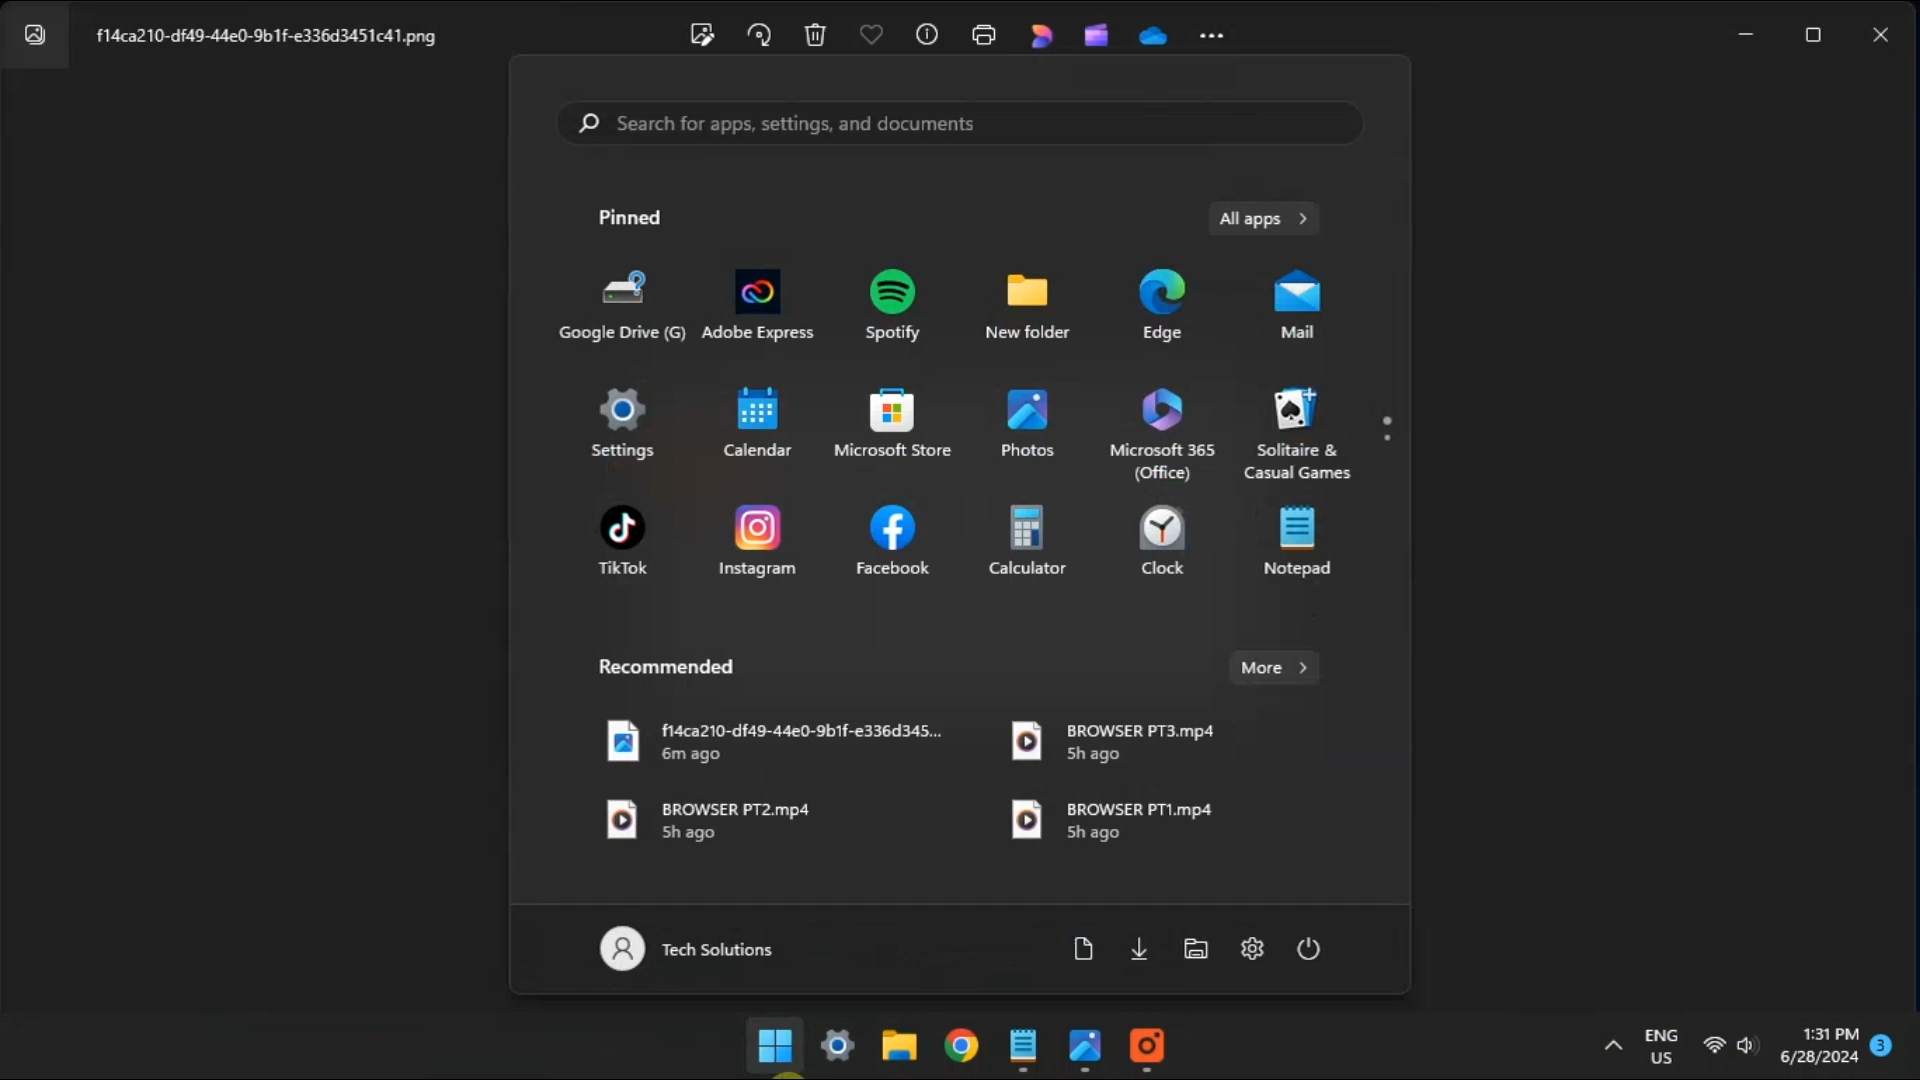 f14ca210-df49-44e0-9b1f-e336d3451c41.png
Search for apps, settings, and documents
Pinned
All apps
Google Drive (G)
Adobe Express
Spotify
New folder
Edge
Mail
Settings
Calendar
Microsoft Store
Photos
Microsoft 365
(Office)
Solitaire &
Casual Games
TikTok
Instagram
Facebook
Calculator
Clock
Notepad
Recommended
More
f14ca210-df49-44e0-9b1f-e336d345...
6m ago
BROWSER PT3.mp4
5h ago
BROWSER PT2.mp4
5h ago
BROWSER PT1.mp4
5h ago
Tech Solutions
ENG
US
1:31 PM
6/28/2024
3